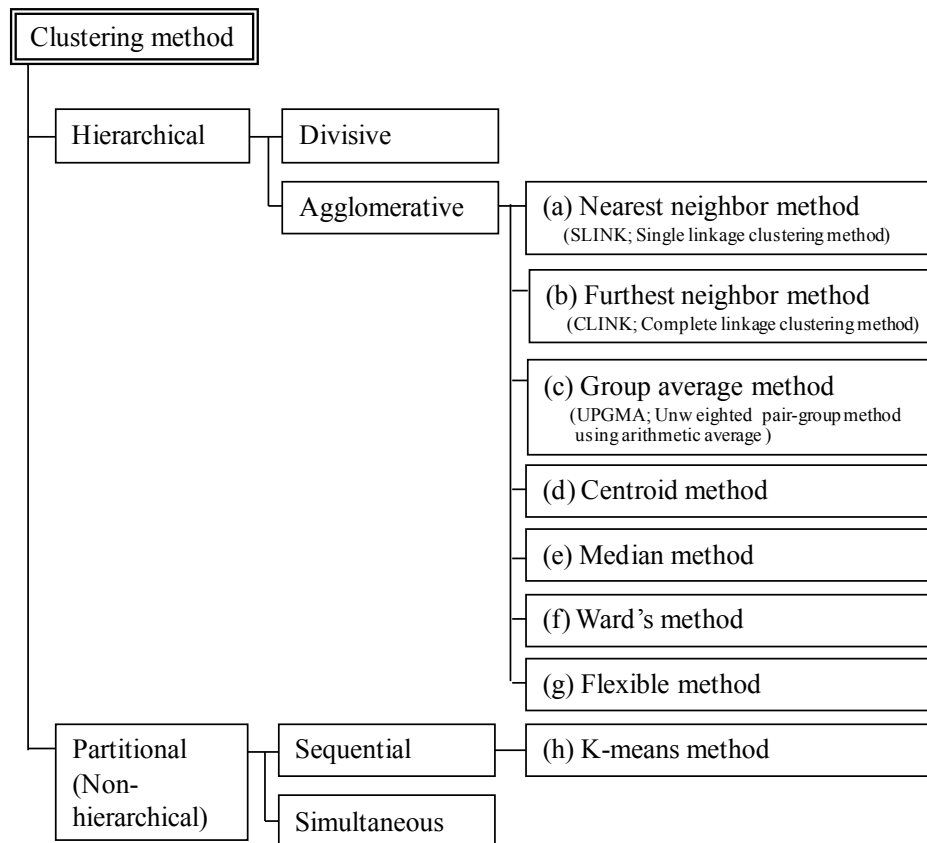 Clustering method
Hierarchical
Divisive
Agglomerative
(a) Nearest neighbor method
(SLINK; Single linkage clustering method)
(b) Furthest neighbor method
(CLINK; Complete linkage clustering method)
(c) Group average method
(UPGMA; Unw eighted pair-group method
using arithmetic average )
(d) Centroid method
(e) Median method
(f) Ward’s method
(g) Flexible method
Partitional
(Non-
hierarchical)
Sequential
(h) K-means method
Simultaneous